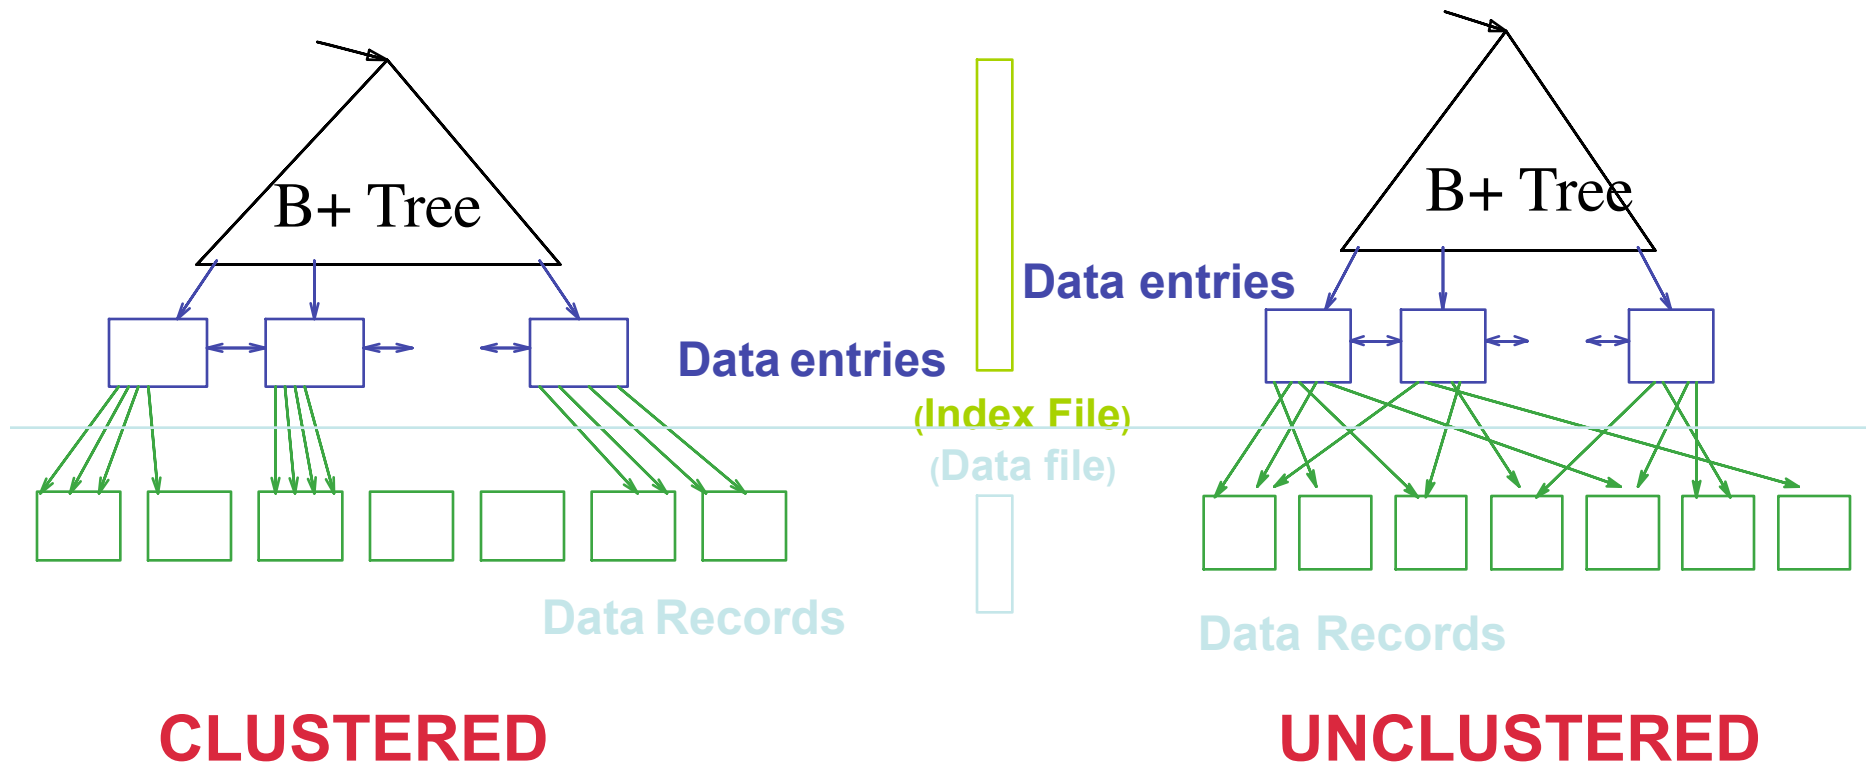 B+ Tree
B+ Tree
Data entries
Data entries
(Index File)
(Data file)
Data Records
Data Records
CLUSTERED
UNCLUSTERED